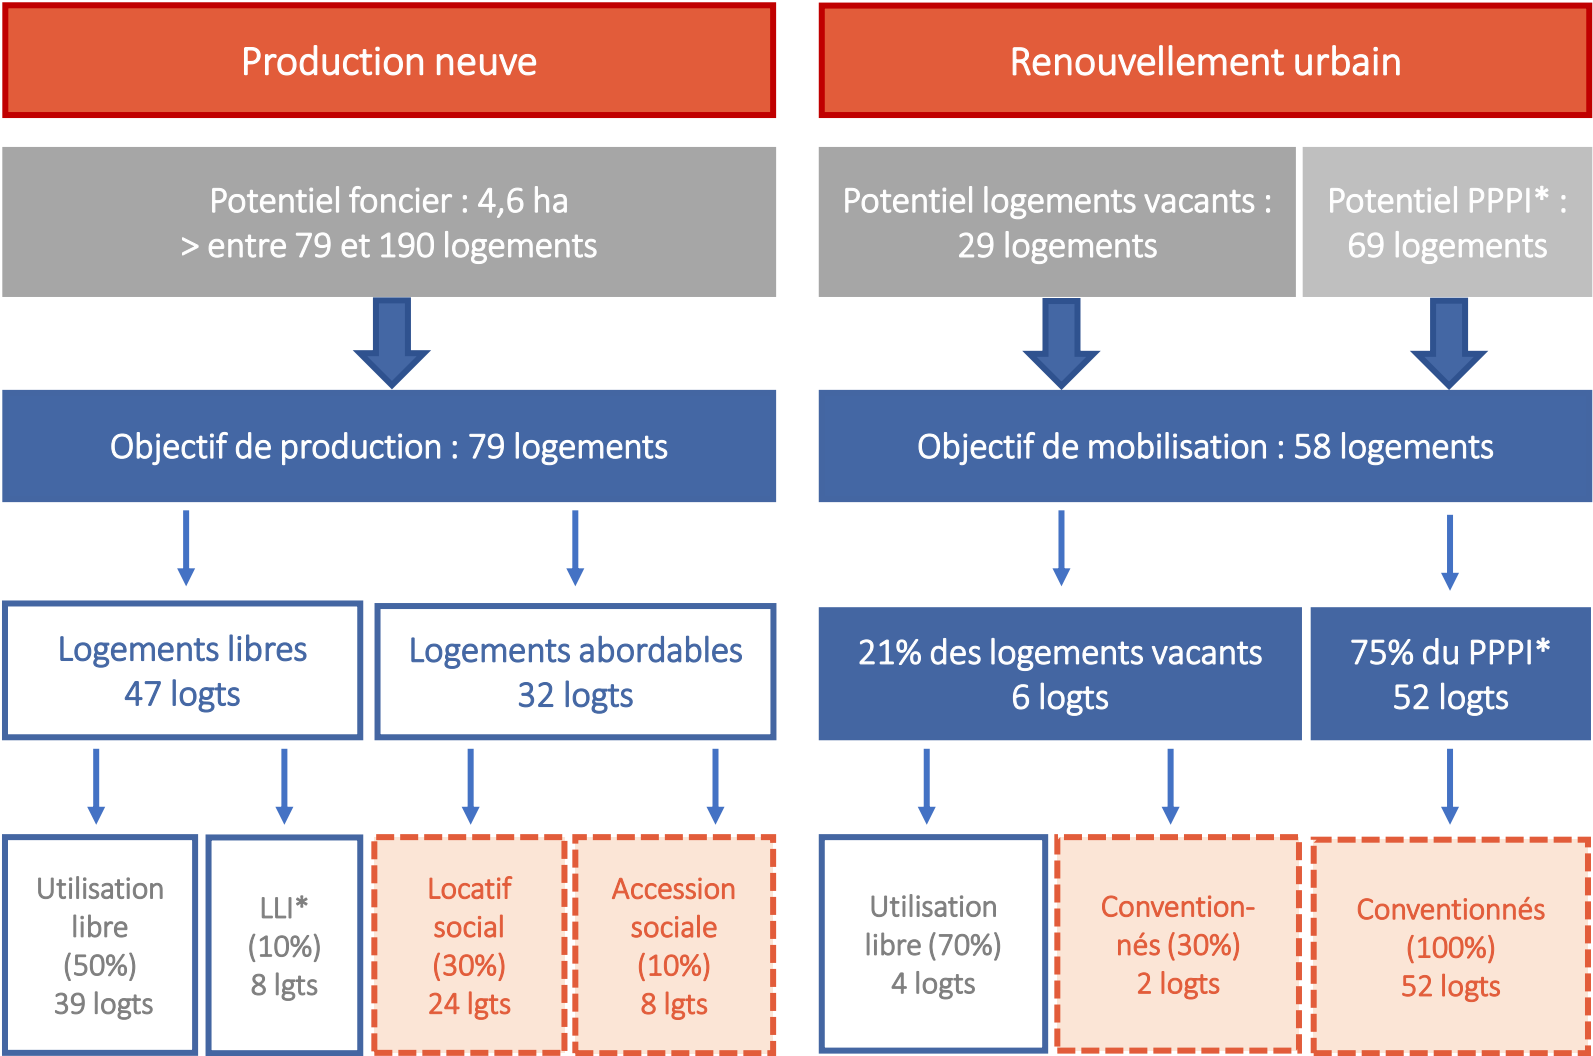 Production neuve
Renouvellement urbain
Potentiel foncier : 4,6 ha
> entre 79 et 190 logements
Potentiel logements vacants :
29 logements
Potentiel PPPI* :
69 logements
Objectif de production : 79 logements
Objectif de mobilisation : 58 logements
Logements libres
47 logts
Logements abordables
32 logts
21% des logements vacants
6 logts
75% du PPPI*
52 logts
Utilisation
libre
(50%)
39 logts
LLI*
(10%)
8 lgts
Locatif
social
(30%)
24 lgts
Accession
sociale
(10%)
8 lgts
Utilisation
libre (70%)
4 logts
Convention-
nés (30%)
2 logts
Conventionnés
(100%)
52 logts